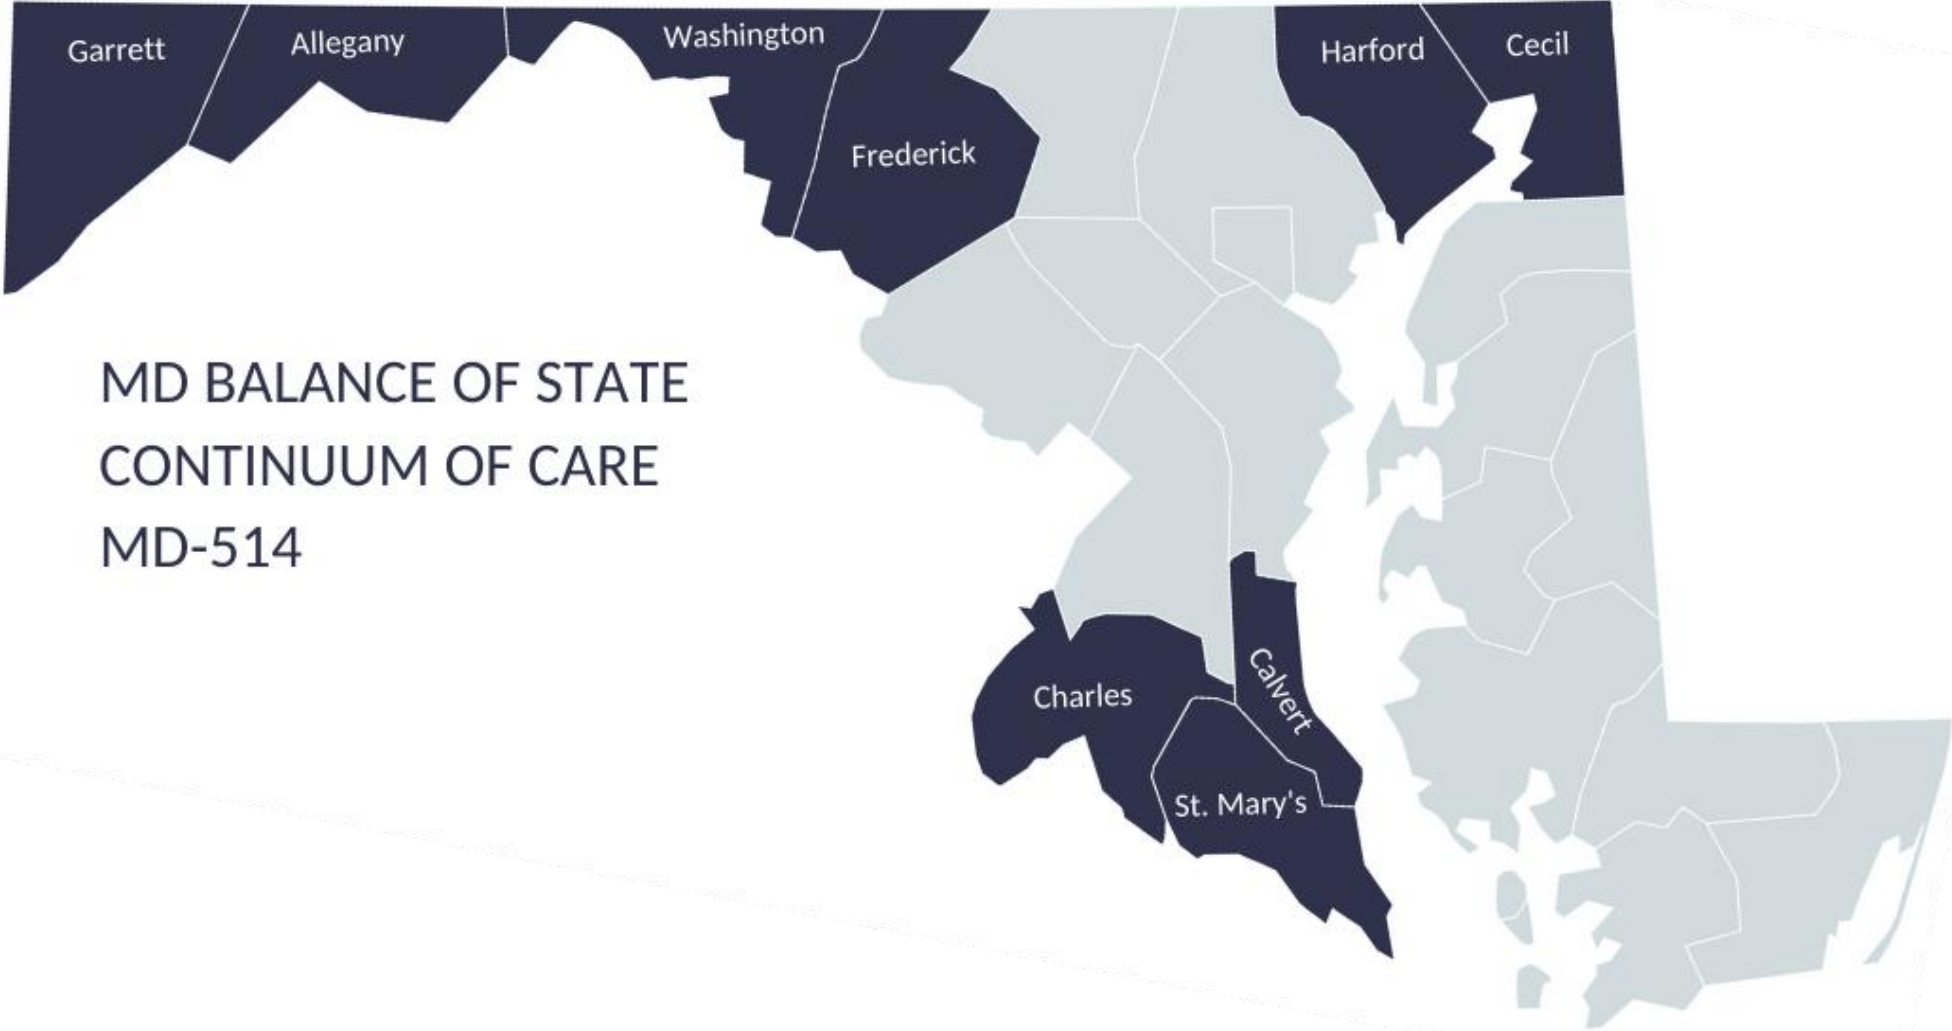 Garrett
Allegany
Washington
Harford
Cecil
Frederick
MD BALANCE OF STATE
CONTINUUM OF CARE
MD-514
Calvert
Charles
St. Mary's